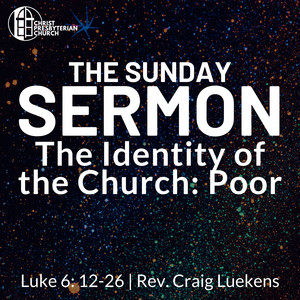 CHRIST
PRESBYTERIAN
CHURCH
THE SUNDAY
SERMON
The Identity of
the Church: Poor
Luke 6: 12-26 | Rev. Craig Luekens